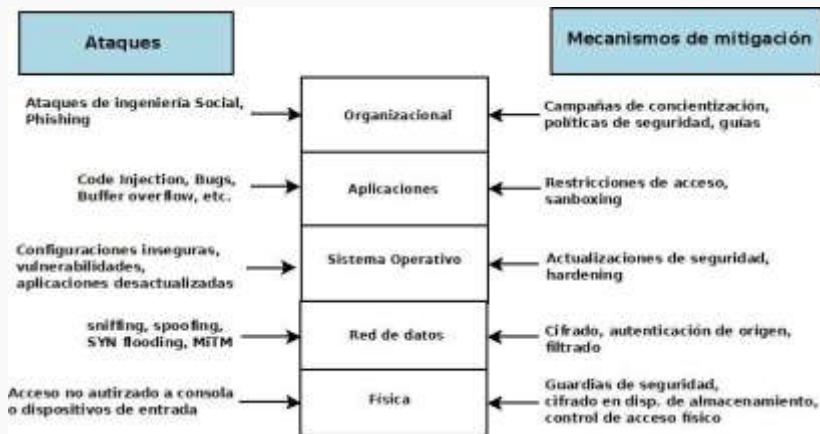 Ataques
Mecanismos de mitigación
Ataques de ingeniería Social,
Phishing
Organizacional
Campañas de concientización,
políticas de seguridad, guías
Code Injection, Bugs,
Buffer overflow, etc.
Aplicaciones
Restricciones de acceso,
sanboxing
Configuraciones inseguras,
vulnerabilidades,
aplicaciones desactualizadas
Sistema Operativo
Actualizaciones de seguridad,
hardening
sniffing, spoofing,
SYN flooding, MiTM
Red de datos
Cifrado, autenticación de origen,
filtrado
Acceso no autirzado a consola
o dispositivos de entrada
Física
Guardias de seguridad,
cifrado en disp. de almacenamiento,
control de acceso físico